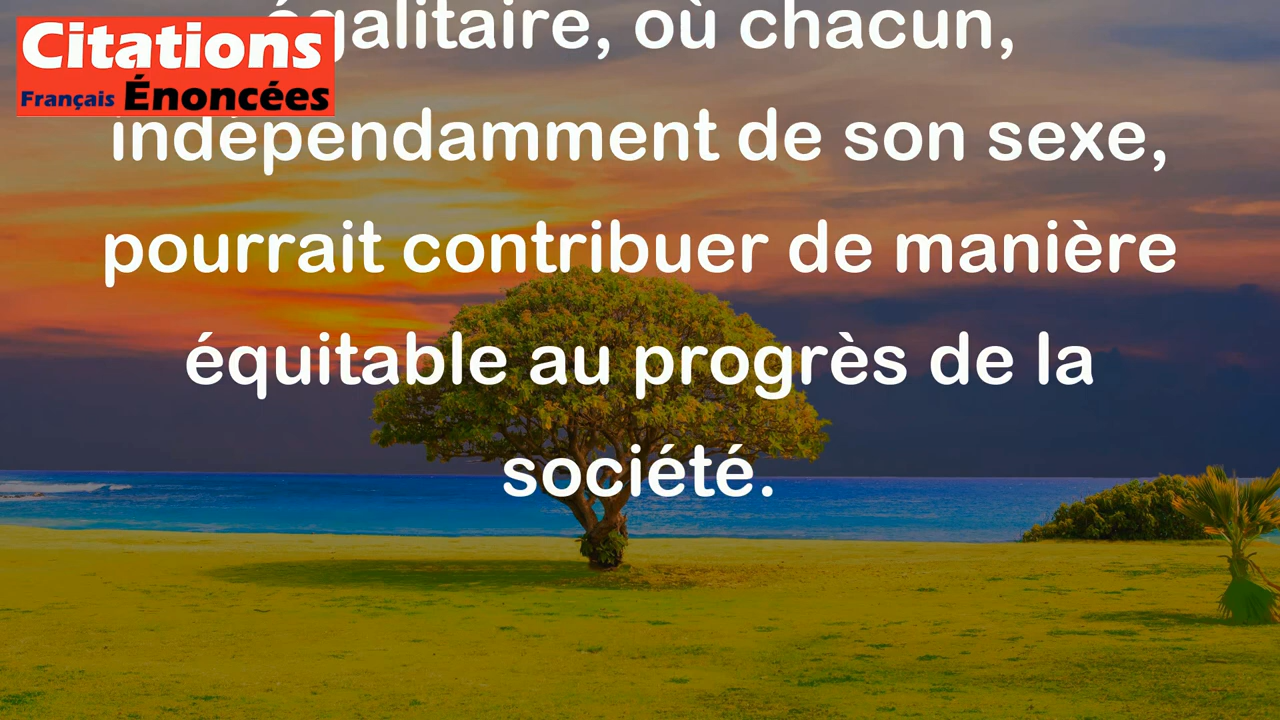 Citations
Français Énoncées
égalitaire, où chacun,
indépendamment de son sexe,
pourrait contribuer de manière
équitable au progrès de la
société.